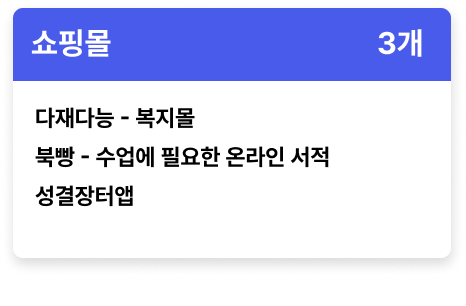 쇼핑몰 3개
다재다능 - 복지몰
북빵 - 수업에 필요한 온라인 서적
성결장터앱